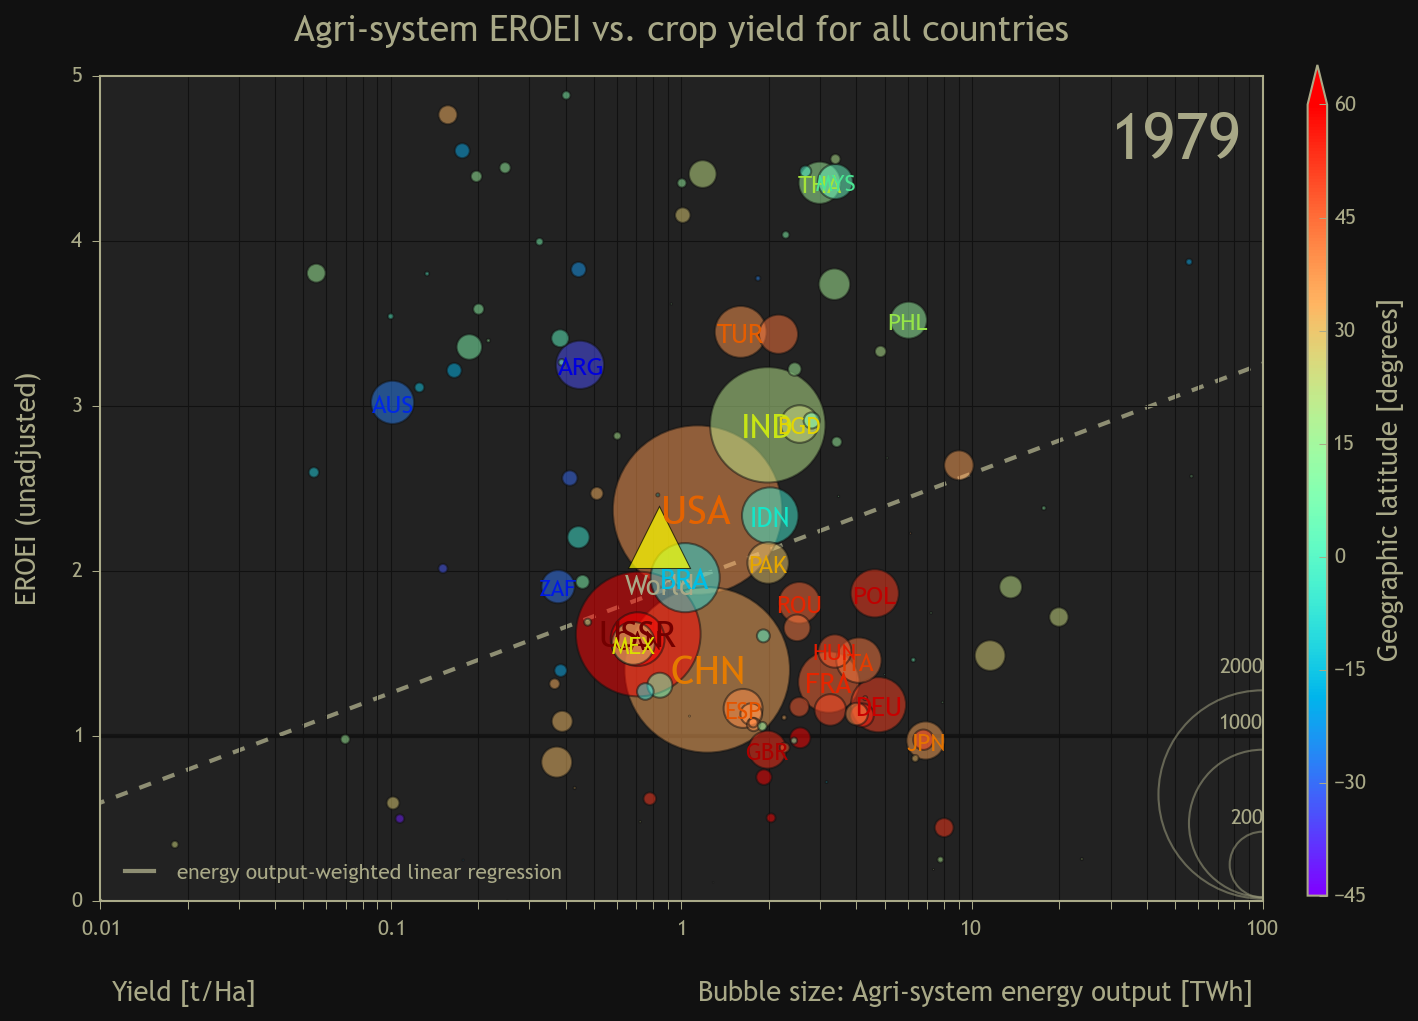 Agri-system EROEI vs. crop yield for all countries
1979
EROEI (unadjusted)
5
4
3
2
1
0
0.01
0.1
1
10
100
Yield [t/Ha]
Bubble size: Agri-system energy output [TWh]
THA
MYS
PHL
TUR
ARG
AUS
IND
BGD
USA
IDN
PAK
BRA
ZAF
World
ROU
POL
USSR
MEX
HUN
ITA
CHN
FRA
ESP
DEU
GBR
JPN
2000
1000
200
energy output-weighted linear regression
60
45
30
15
0
−15
−30
−45
Geographic latitude [degrees]